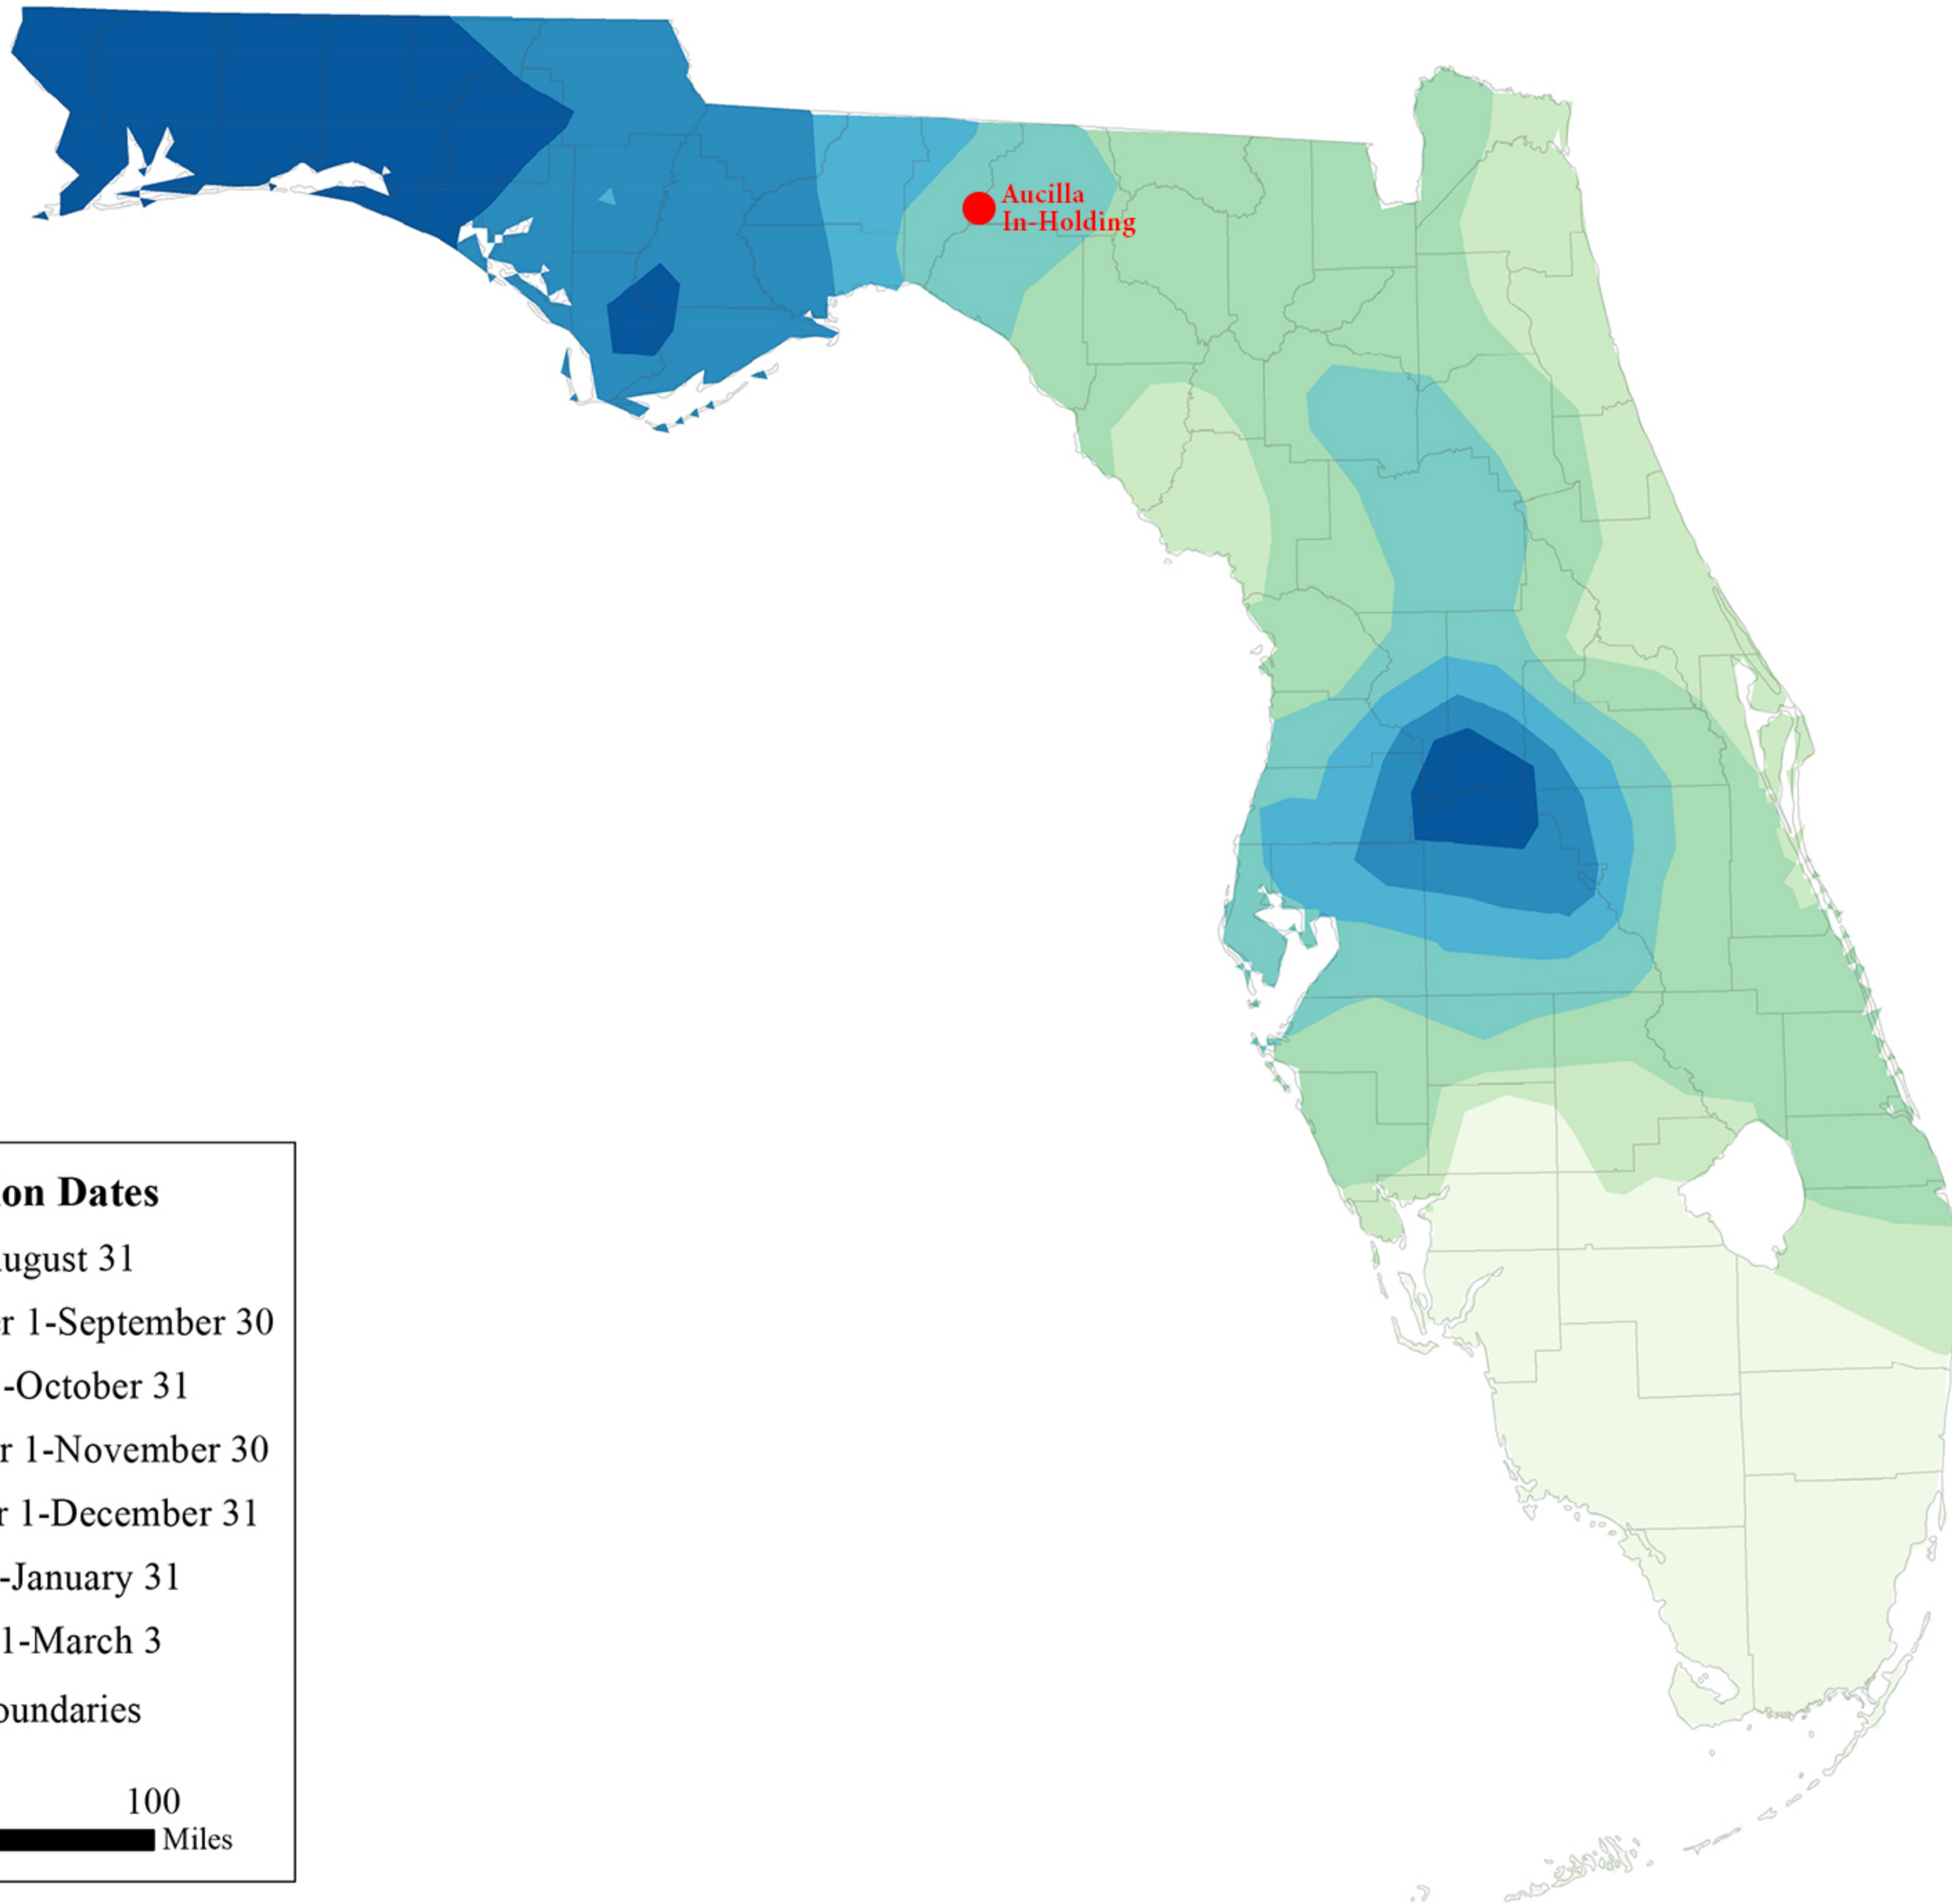 Aucilla
In-Holding
on Dates
ugust 31
r 1-September 30
-October 31
r 1-November 30
r 1-December 31
-January 31
1-March 3
oundaries
100
Miles